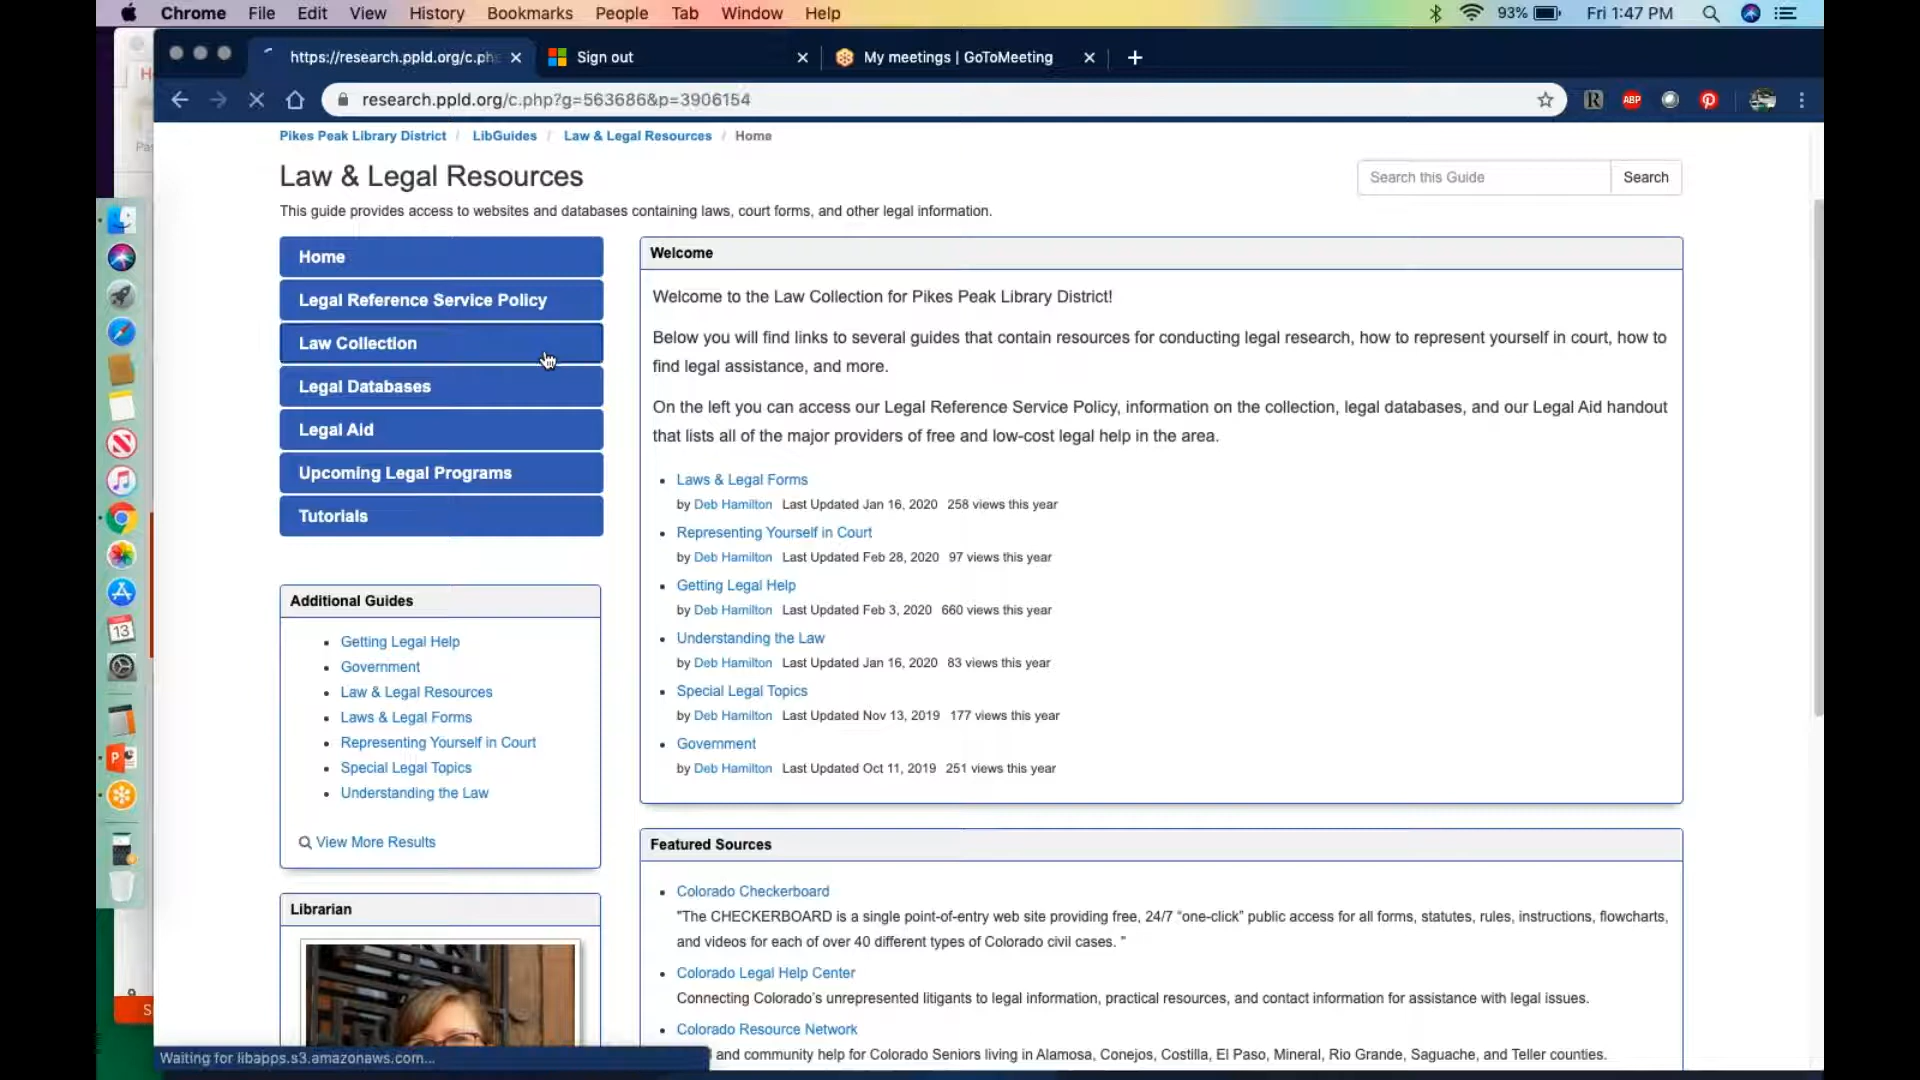 Chrome File Edit View History Bookmarks People Tab Window Help 93% Fri 1:47 PM
https://research.ppld.org/c.ph Sign out My meetings | GoToMeeting
research.ppld.org/c.php?g=563686&p=3906154 ABP
Pikes Peak Library District / LibGuides / Law & Legal Resources / Home
Law & Legal Resources
Search this Guide Search
This guide provides access to websites and databases containing laws, court forms, and other legal information.
Home
Legal Reference Service Policy
Law Collection
Legal Databases
Legal Aid
Upcoming Legal Programs
Tutorials
Additional Guides
Getting Legal Help
Government
Law & Legal Resources
Laws & Legal Forms
Representing Yourself in Court
Special Legal Topics
Understanding the Law
View More Results
Librarian
Welcome
Welcome to the Law Collection for Pikes Peak Library District!
Below you will find links to several guides that contain resources for conducting legal research, how to represent yourself in court, how to
find legal assistance, and more.
On the left you can access our Legal Reference Service Policy, information on the collection, legal databases, and our Legal Aid handout
that lists all of the major providers of free and low-cost legal help in the area.
Laws & Legal Forms
by Deb Hamilton Last Updated Jan 16, 2020 258 views this year
Representing Yourself in Court
by Deb Hamilton Last Updated Feb 28, 2020 97 views this year
Getting Legal Help
by Deb Hamilton Last Updated Feb 3, 2020 660 views this year
Understanding the Law
by Deb Hamilton Last Updated Jan 16, 2020 83 views this year
Special Legal Topics
by Deb Hamilton Last Updated Nov 13, 2019 177 views this year
Government
by Deb Hamilton Last Updated Oct 11, 2019 251 views this year
Featured Sources
Colorado Checkerboard
"The CHECKERBOARD is a single point-of-entry web site providing free, 24/7 “one-click” public access for all forms, statutes, rules, instructions, flowcharts,
and videos for each of over 40 different types of Colorado civil cases. "
Colorado Legal Help Center
Connecting Colorado’s unrepresented litigants to legal information, practical resources, and contact information for assistance with legal issues.
Colorado Resource Network
and community help for Colorado Seniors living in Alamosa, Conejos, Costilla, El Paso, Mineral, Rio Grande, Saguache, and Teller counties.
Waiting for libapps.s3.amazonaws.com...